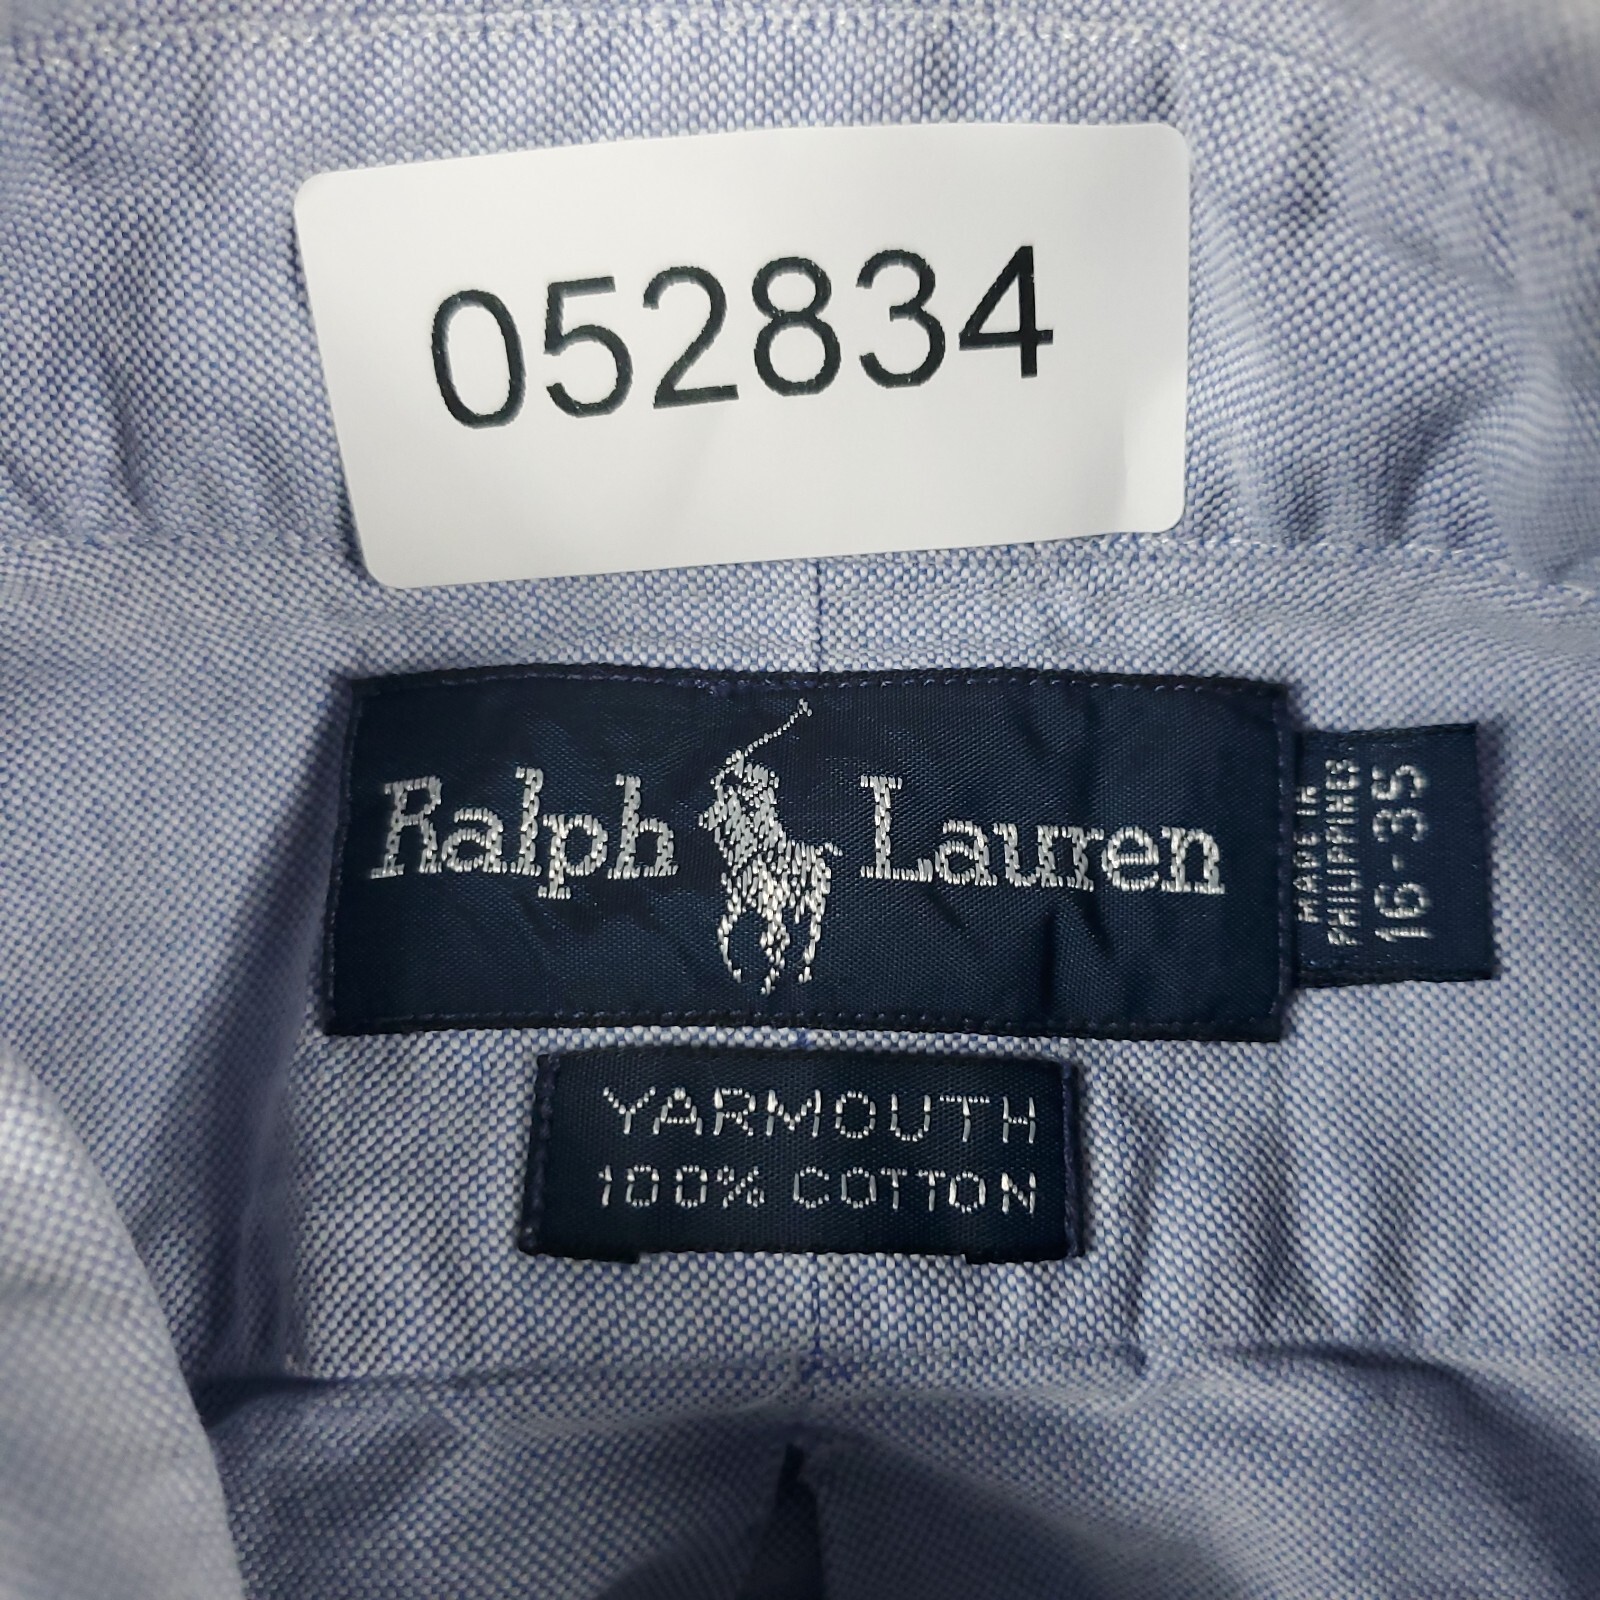 052834
Ralph Lauren
MADE IN
PHILIPPINES
16-35
YARMOUTH
100% COTTON